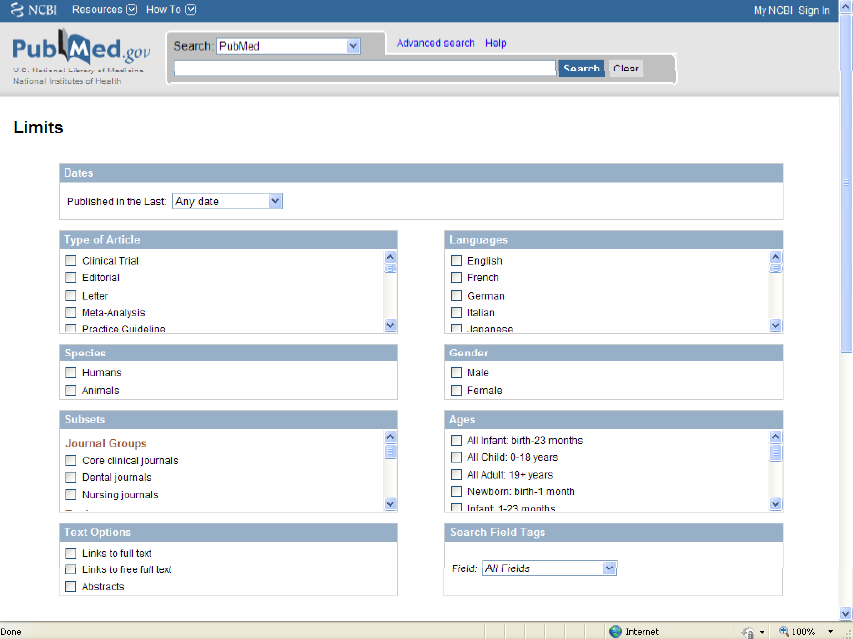 NCBI Resources How To My NCBI Sign In
PubMed.gov
U.S. National Library of Medicine
National Institutes of Health
Search: PubMed
Advanced search Help
Search Clear
Limits
Dates
Published in the Last: Any date
Type of Article
Clinical Trial
Editorial
Letter
Meta-Analysis
Practice Guideline
Languages
English
French
German
Italian
Japanese
Species
Humans
Animals
Gender
Male
Female
Subsets
Journal Groups
Core clinical journals
Dental journals
Nursing journals
Ages
All Infant: birth-23 months
All Child: 0-18 years
All Adult: 19+ years
Newborn: birth-1 month
Infant: 1-23 months
Text Options
Links to full text
Links to free full text
Abstracts
Search Field Tags
Field: All Fields
Done Internet 100%